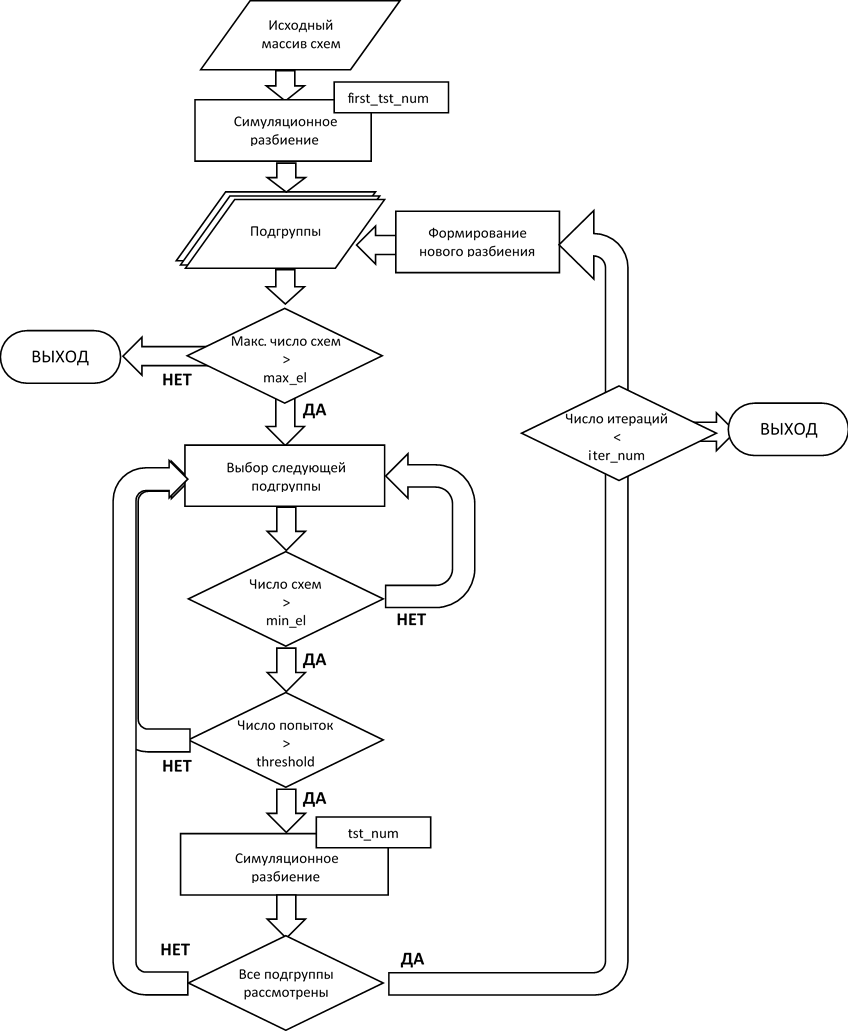 Исходный
массив схем
first_tst_num
Симуляционное
разбиение
Подгруппы
Формирование
нового разбиения
Макс. число схем
>
max_el
ВЫХОД
НЕТ
ДА
Число итераций
<
iter_num
ВЫХОД
Выбор следующей
подгруппы
Число схем
>
min_el
НЕТ
ДА
Число попыток
>
threshold
НЕТ
ДА
tst_num
Симуляционное
разбиение
НЕТ
ДА
Все подгруппы
рассмотрены